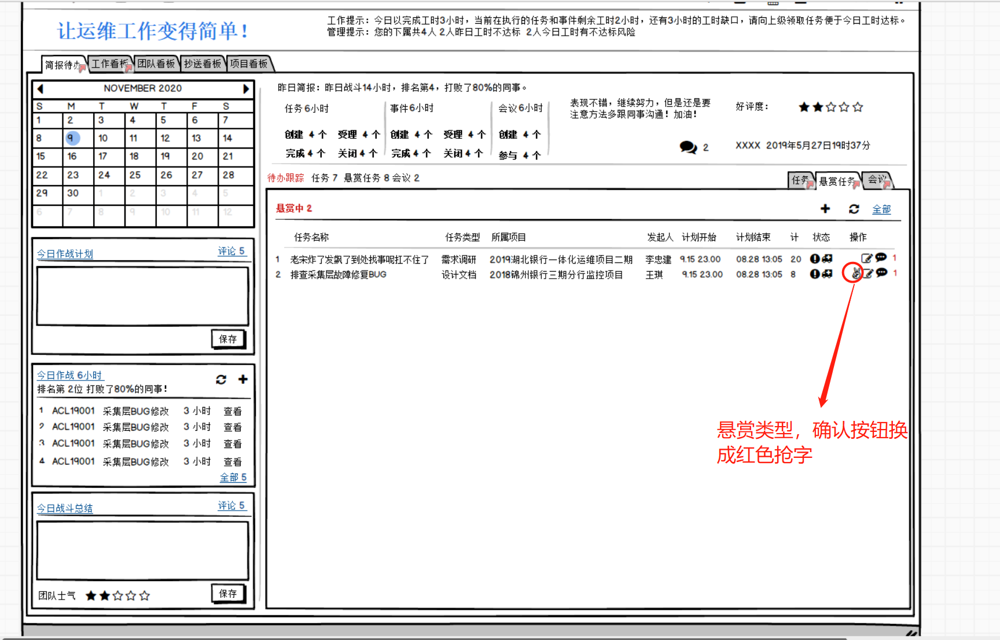 让运维工作变得简单！
工作提示：今日以完成工时3小时，当前在执行的任务和事件剩余工时2小时，还有3小时的工时缺口，请向上级领取任务便于今日工时达标。
管理提示：您的下属共4人 2人昨日工时不达标 2人今日工时有不达标风险
简报待办 工作看板 团队看板 抄送看板 项目看板
NOVEMBER 2020
S M T W T F S
1 2 3 4 5 6 7
8 9 10 11 12 13 14
15 16 17 18 19 20 21
22 23 24 25 26 27 28
29 30 1 2 3 4 5
6 7 8 9 10 11 12
今日作战计划 评论 5
保存
今日作战 6小时
排名第 2位 打败了80%的同事！
1 ACL19001 采集层BUG修改 3 小时 查看
2 ACL19001 采集层BUG修改 3 小时 查看
3 ACL19001 采集层BUG修改 3 小时 查看
4 ACL19001 采集层BUG修改 3 小时 查看
全部 5
今日战斗总结 评论 5
团队士气 保存
昨日简报：昨日战斗14小时，排名第4，打败了80%的同事。
任务6小时 事件6小时 会议6小时
创建 4 个 受理 4 个 创建 4 个 受理 4 个 创建 4 个
完成 4 个 关闭 4 个 完成 4 个 关闭 4 个 参与 4 个
表现不错，继续努力，但是还是要
注意方法多跟同事沟通！加油！
好评度：
2 XXXX 2019年5月27日19时37分
待办跟踪 任务 7 悬赏任务 8 会议 2
任务 悬赏任务 会议
悬赏中 2 全部
任务名称 任务类型 所属项目 发起人 计划开始 计划结束 计 状态 操作
1 老宋炸了发飙了到处找事呢扛不住了 需求调研 2019湖北银行一体化运维项目二期 李忠建 9.15 23.00 08.28 13:05 20 1
2 排查采集层故障修复BUG 设计文档 2018锦州银行三期分行监控项目 王琪 9.15 23.00 08.28 13:05 8 1
悬赏类型，确认按钮换
成红色抢字